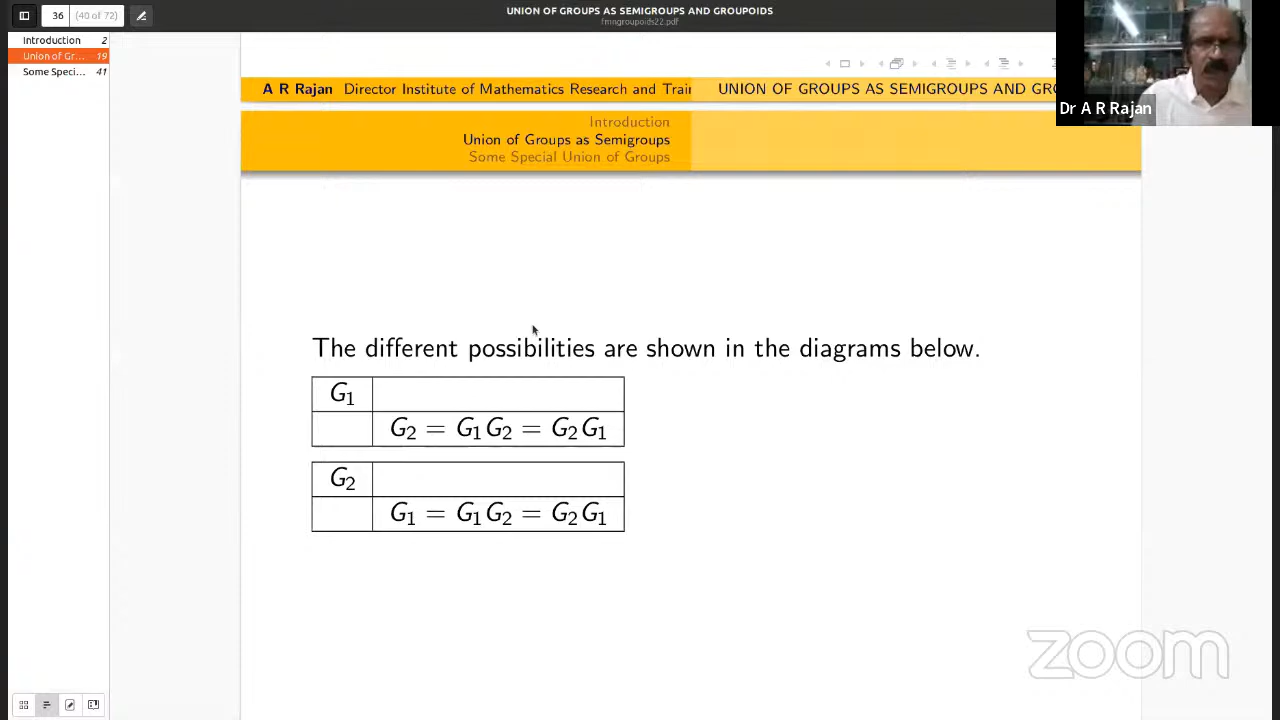 36 (40 of 72)
UNION OF GROUPS AS SEMIGROUPS AND GROUPOIDS
fmngroupoids22.pdf
Introduction 2
Union of Gr... 19
Some Speci... 41
A R Rajan Director Institute of Mathematics Research and Trai UNION OF GROUPS AS SEMIGROUPS AND GRO
Dr A R Rajan
Introduction
Union of Groups as Semigroups
Some Special Union of Groups
The different possibilities are shown in the diagrams below.
G1
G2 = G1G2 = G2G1
G2
G1 = G1G2 = G2G1
zoom